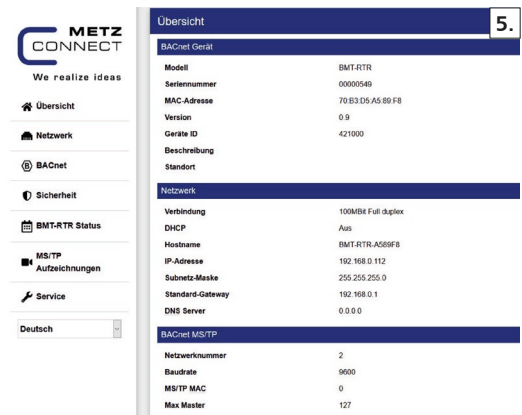 METZ
CONNECT
We realize ideas
Übersicht
Netzwerk
BACnet
Sicherheit
BMT-RTR Status
MS/TP
Aufzeichnungen
Service
Deutsch
Übersicht
5.
BACnet Gerät
Modell BMT-RTR
Seriennummer 00000549
MAC-Adresse 70:B3:D5:A5:89:F8
Version 0.9
Geräte ID 421000
Beschreibung
Standort
Netzwerk
Verbindung 100MBit Full duplex
DHCP Aus
Hostname BMT-RTR-A589F8
IP-Adresse 192.168.0.112
Subnetz-Maske 255.255.255.0
Standard-Gateway 192.168.0.1
DNS Server 0.0.0.0
BACnet MS/TP
Netzwerknummer 2
Baudrate 9600
MS/TP MAC 0
Max Master 127